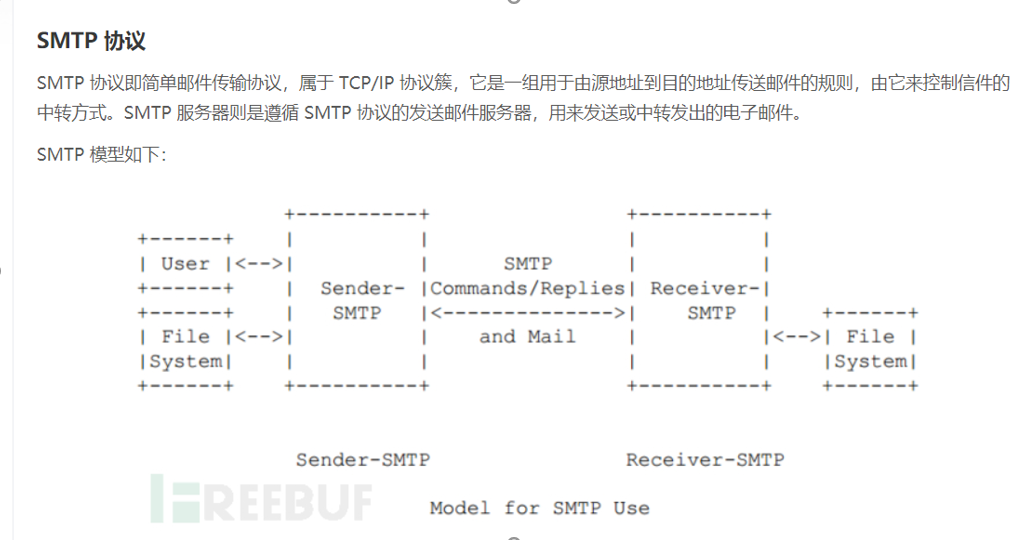 SMTP 协议
SMTP 协议即简单邮件传输协议，属于 TCP/IP 协议簇，它是一组用于由源地址到目的地址传送邮件的规则，由它来控制信件的
中转方式。SMTP 服务器则是遵循 SMTP 协议的发送邮件服务器，用来发送或中转发出的电子邮件。
SMTP 模型如下：
            +----------+                +----------+
+------+    |          |                |          |
| User |<-->|          |      SMTP      |          |
+------+    |  Sender- |Commands/Replies| Receiver-|
+------+    |   SMTP   |<-------------->|   SMTP   |    +------+
| File |<-->|          |    and Mail    |          |<-->| File |
|System|    |          |                |          |    |System|
+------+    +----------+                +----------+    +------+
Sender-SMTP                Receiver-SMTP
Model for SMTP Use
FREEBUF